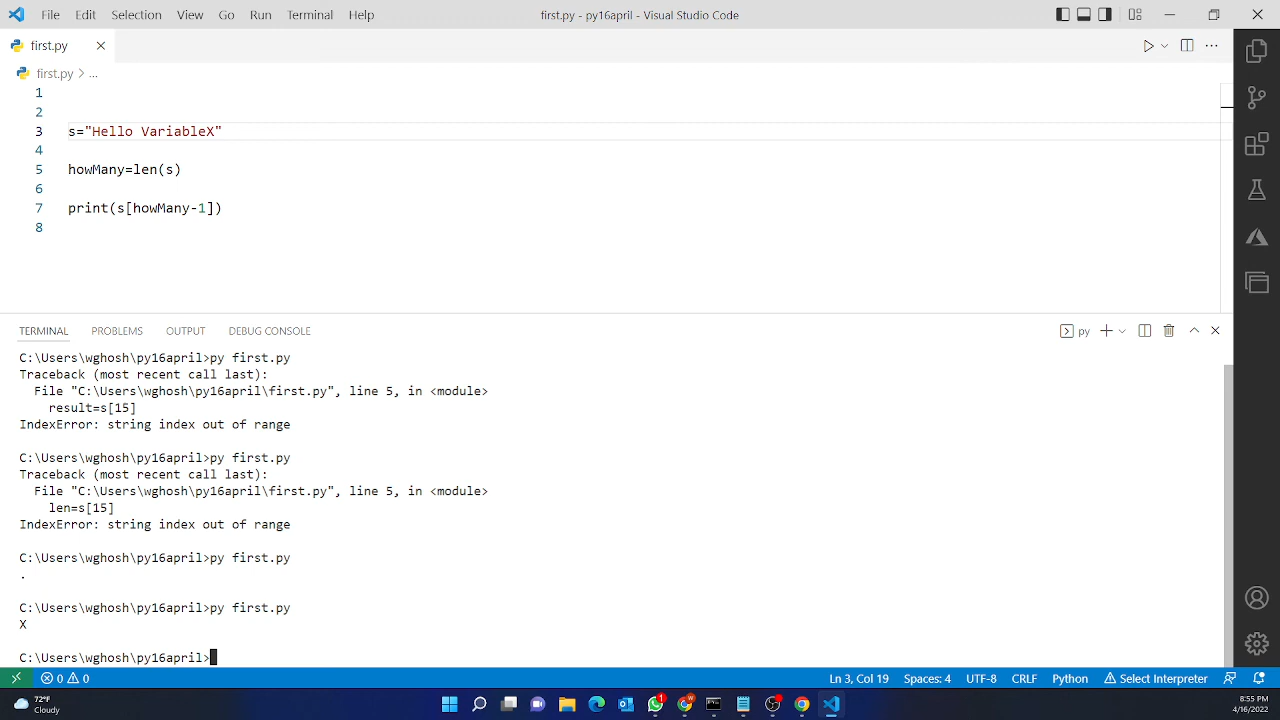 File Edit Selection View Go Run Terminal Help first.py - py16april - Visual Studio Code
first.py
first.py > ...
1
2
3 s="Hello VariableX"
4
5 howMany=len(s)
6
7 print(s[howMany-1])
8
TERMINAL PROBLEMS OUTPUT DEBUG CONSOLE py
C:\Users\wghosh\py16april>py first.py
Traceback (most recent call last):
  File "C:\Users\wghosh\py16april\first.py", line 5, in <module>
    result=s[15]
IndexError: string index out of range
C:\Users\wghosh\py16april>py first.py
Traceback (most recent call last):
  File "C:\Users\wghosh\py16april\first.py", line 5, in <module>
    len=s[15]
IndexError: string index out of range
C:\Users\wghosh\py16april>py first.py
.
C:\Users\wghosh\py16april>py first.py
X
C:\Users\wghosh\py16april>
0 0 Ln 3, Col 19 Spaces: 4 UTF-8 CRLF Python Select Interpreter
72°F
Cloudy
1
8:55 PM
4/16/2022